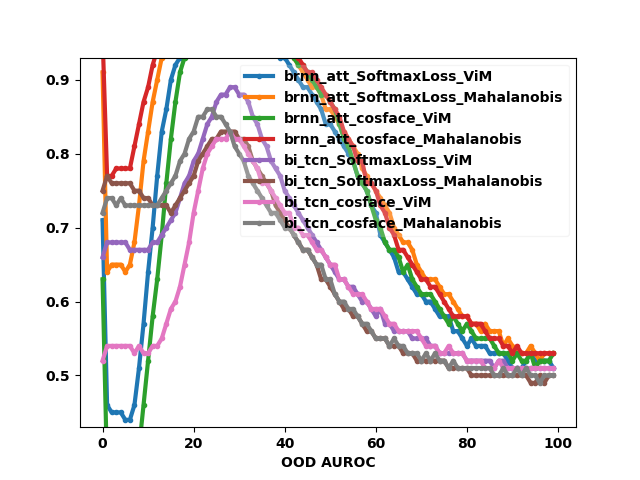 0.9
0.8
0.7
0.6
0.5
brnn_att_SoftmaxLoss_ViM
brnn_att_SoftmaxLoss_Mahalanobis
brnn_att_cosface_ViM
brnn_att_cosface_Mahalanobis
bi_tcn_SoftmaxLoss_ViM
bi_tcn_SoftmaxLoss_Mahalanobis
bi_tcn_cosface_ViM
bi_tcn_cosface_Mahalanobis
0 20 40 60 80 100
OOD AUROC